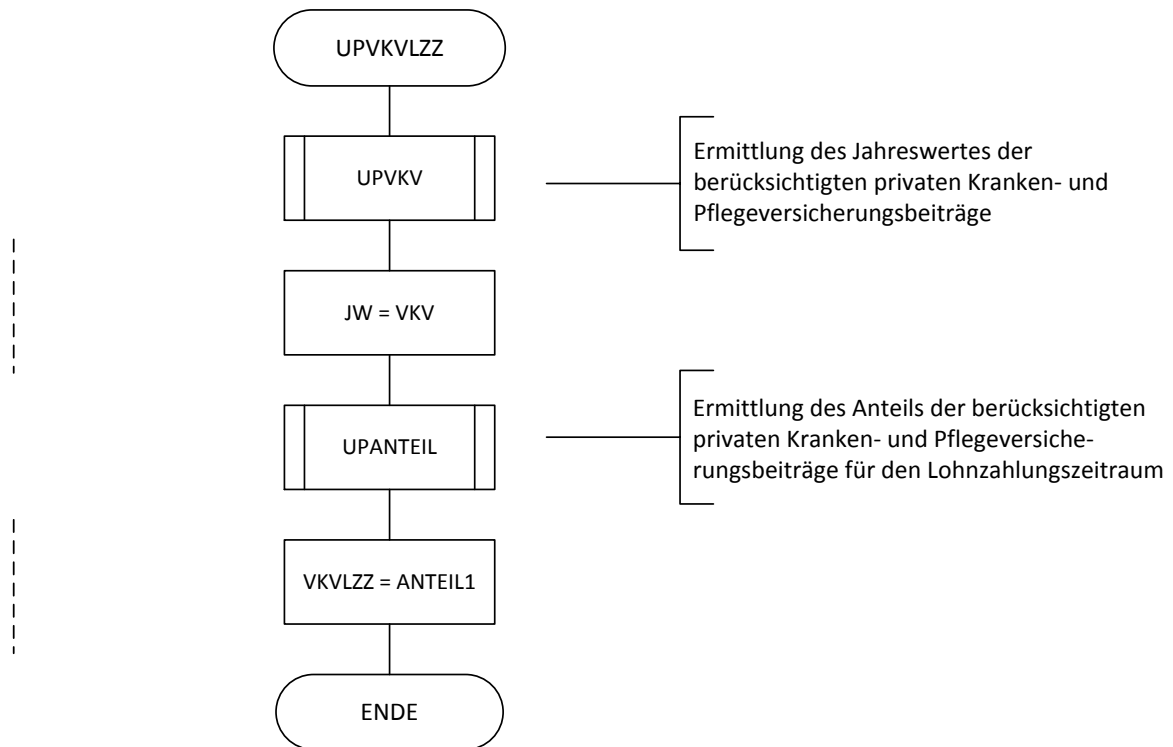 UPVKVLZZ
UPVKV
Ermittlung des Jahreswertes der
berücksichtigten privaten Kranken- und
Pflegeversicherungsbeiträge
JW = VKV
UPANTEIL
Ermittlung des Anteils der berücksichtigten
privaten Kranken- und Pflegeversiche-
rungsbeiträge für den Lohnzahlungszeitraum
VKVLZZ = ANTEIL1
ENDE